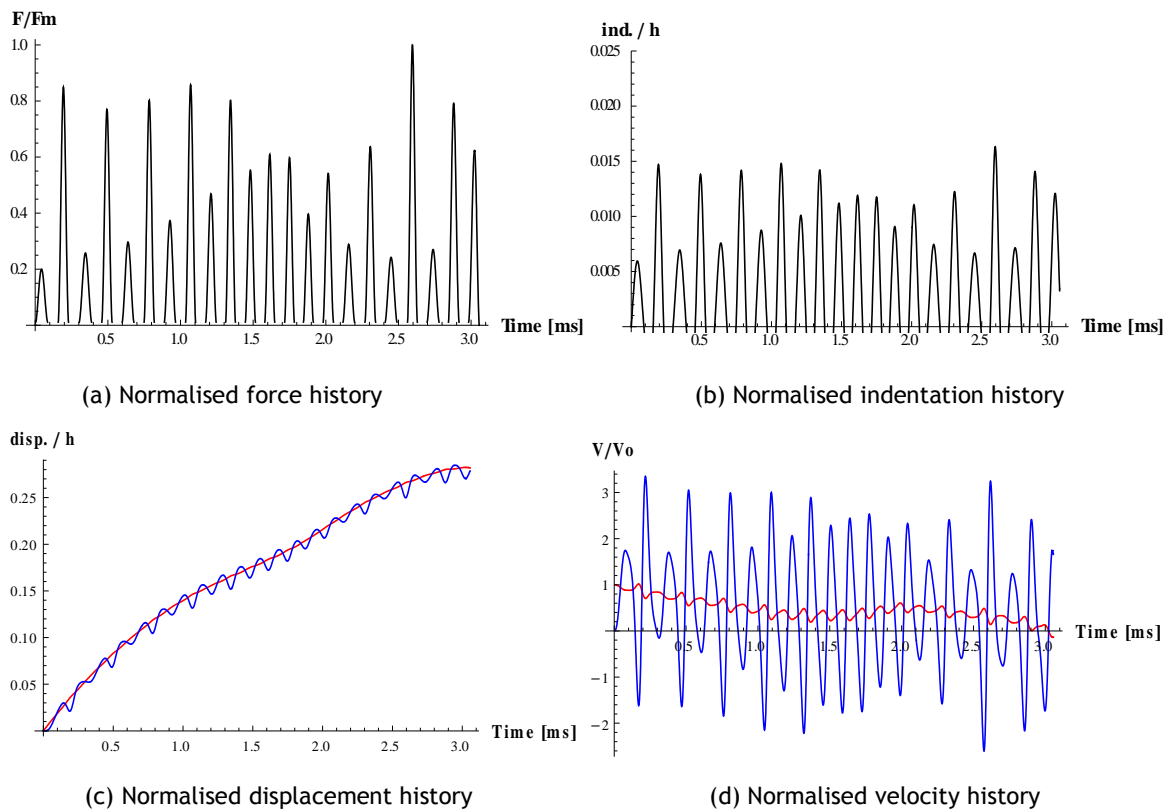 F/Fm
1.0
0.8
0.6
0.4
0.2
0.5 1.0 1.5 2.0 2.5 3.0
Time [ms]
(a) Normalised force history
ind. / h
0.025
0.020
0.015
0.010
0.005
0.5 1.0 1.5 2.0 2.5 3.0
Time [ms]
(b) Normalised indentation history
disp. / h
0.25
0.20
0.15
0.10
0.05
0.5 1.0 1.5 2.0 2.5 3.0
Time [ms]
(c) Normalised displacement history
V/Vo
3
2
1
-1
-2
0.5 1.0 1.5 2.0 2.5 3.0
Time [ms]
(d) Normalised velocity history